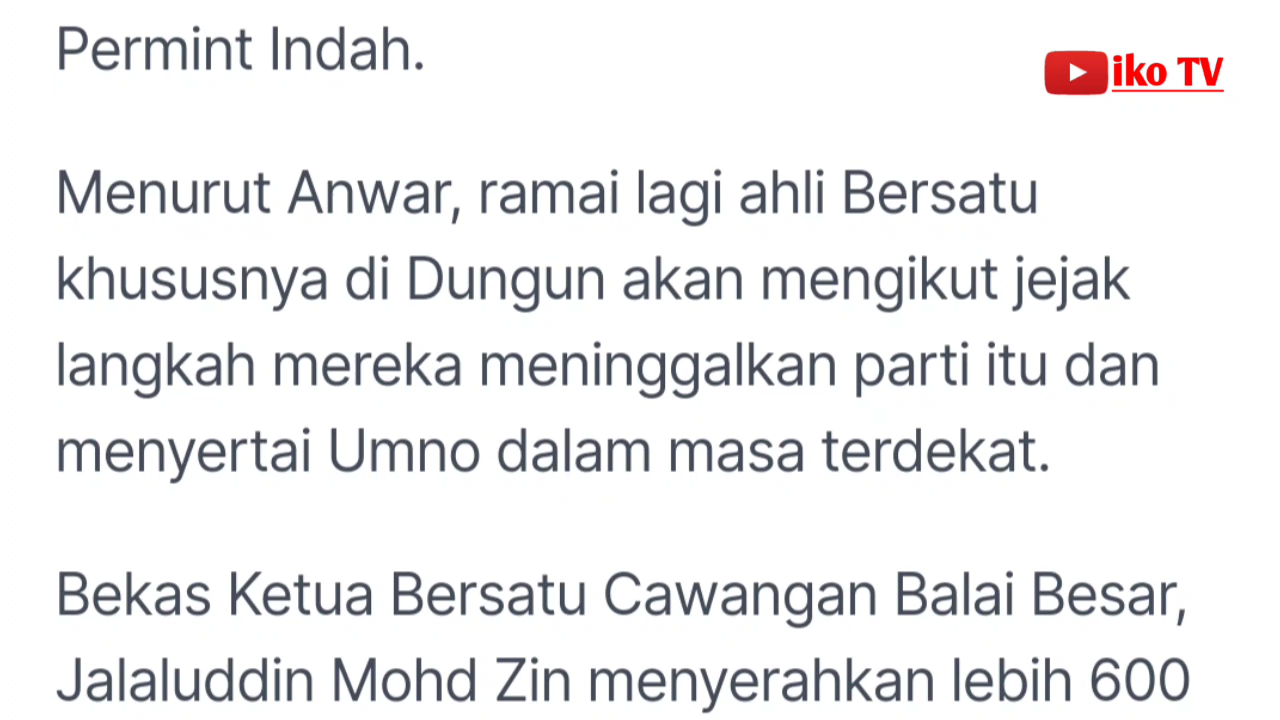 Permint Indah.
iko TV
Menurut Anwar, ramai lagi ahli Bersatu
khususnya di Dungun akan mengikut jejak
langkah mereka meninggalkan parti itu dan
menyertai Umno dalam masa terdekat.
Bekas Ketua Bersatu Cawangan Balai Besar,
Jalaluddin Mohd Zin menyerahkan lebih 600